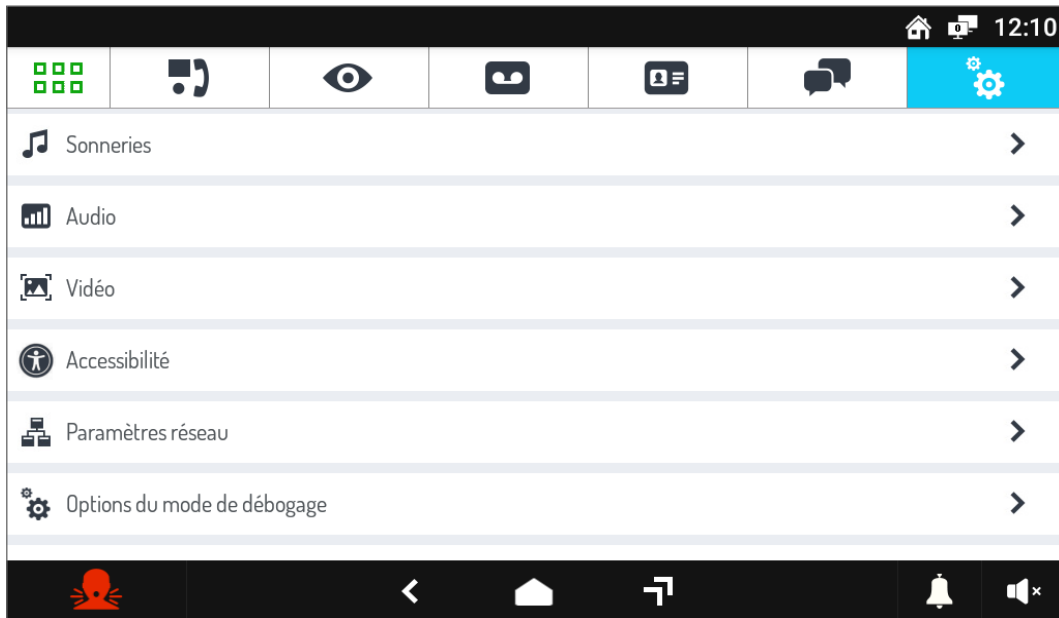 12:10
Sonneries
Audio
Vidéo
Accessibilité
Paramètres réseau
Options du mode de débogage